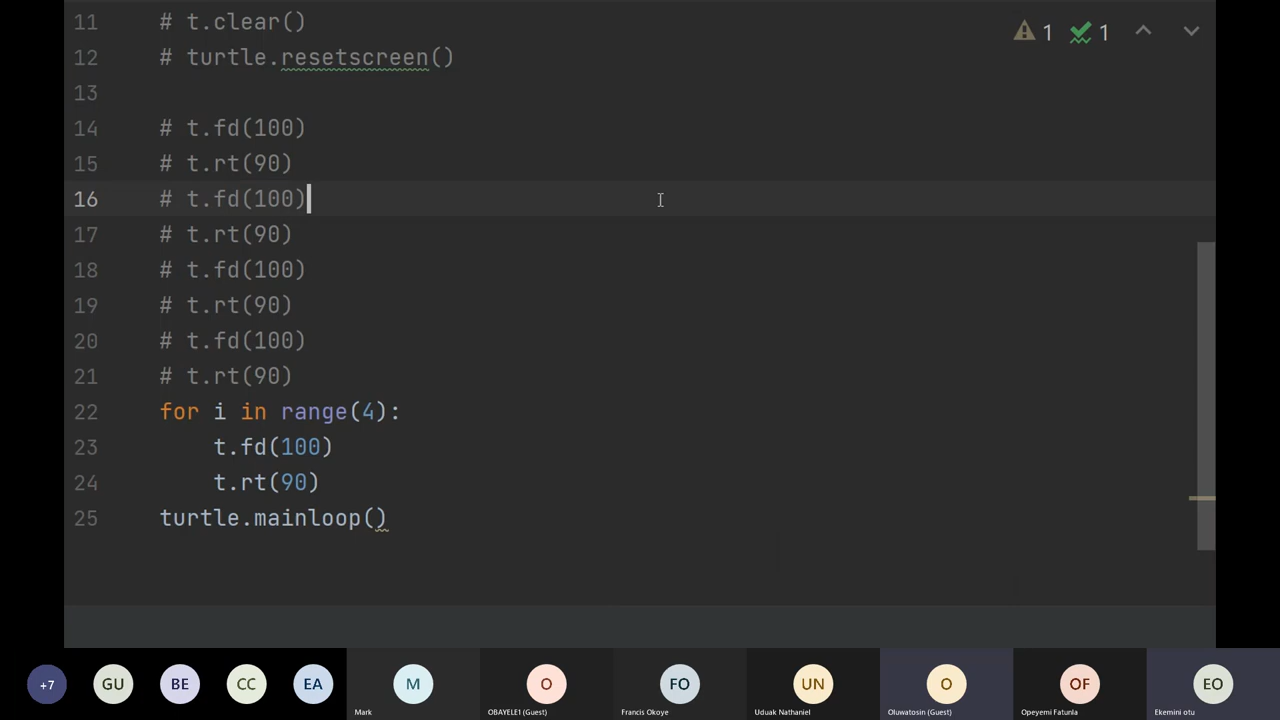 11 # t.clear()
12 # turtle.resetscreen()
13
14 # t.fd(100)
15 # t.rt(90)
16 # t.fd(100)
17 # t.rt(90)
18 # t.fd(100)
19 # t.rt(90)
20 # t.fd(100)
21 # t.rt(90)
22 for i in range(4):
23 t.fd(100)
24 t.rt(90)
25 turtle.mainloop()
1 1
+7 GU BE CC EA M O FO UN O OF EO
Mark OBAYELE1 (Guest) Francis Okoye Uduak Nathaniel Oluwatosin (Guest) Opeyemi Fatunla Ekemini otu